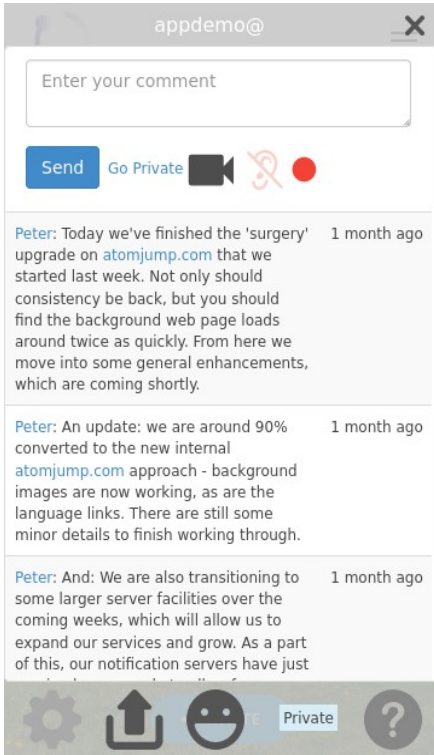 appdemo@
Enter your comment
Send Go Private
Peter: Today we've finished the 'surgery' 1 month ago
upgrade on atomjump.com that we
started last week. Not only should
consistency be back, but you should
find the background web page loads
around twice as quickly. From here we
move into some general enhancements,
which are coming shortly.
Peter: An update: we are around 90% 1 month ago
converted to the new internal
atomjump.com approach - background
images are now working, as are the
language links. There are still some
minor details to finish working through.
Peter: And: We are also transitioning to 1 month ago
some larger server facilities over the
coming weeks, which will allow us to
expand our services and grow. As a part
of this, our notification servers have just
Private
?